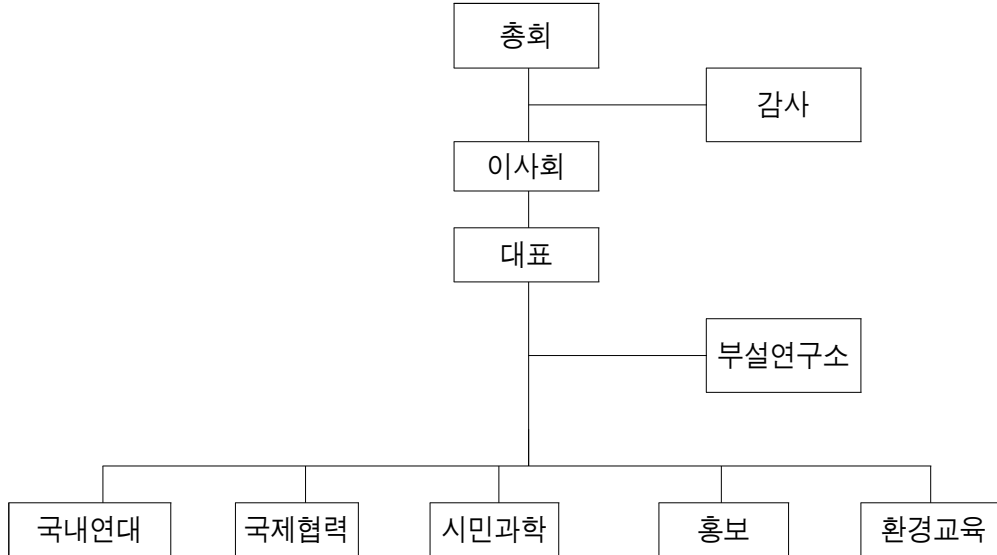 총회
감사
이사회
대표
부설연구소
국내연대
국제협력
시민과학
홍보
환경교육